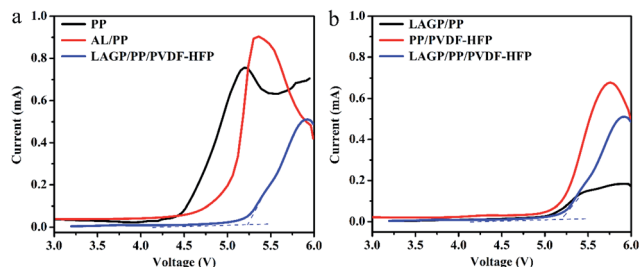 a
PP
AL/PP
LAGP/PP/PVDF-HFP
Current (mA)
1.0
0.8
0.6
0.4
0.2
0.0
3.0 3.5 4.0 4.5 5.0 5.5 6.0
Voltage (V)
b
LAGP/PP
PP/PVDF-HFP
LAGP/PP/PVDF-HFP
Current (mA)
1.0
0.8
0.6
0.4
0.2
0.0
3.0 3.5 4.0 4.5 5.0 5.5 6.0
Voltage (V)